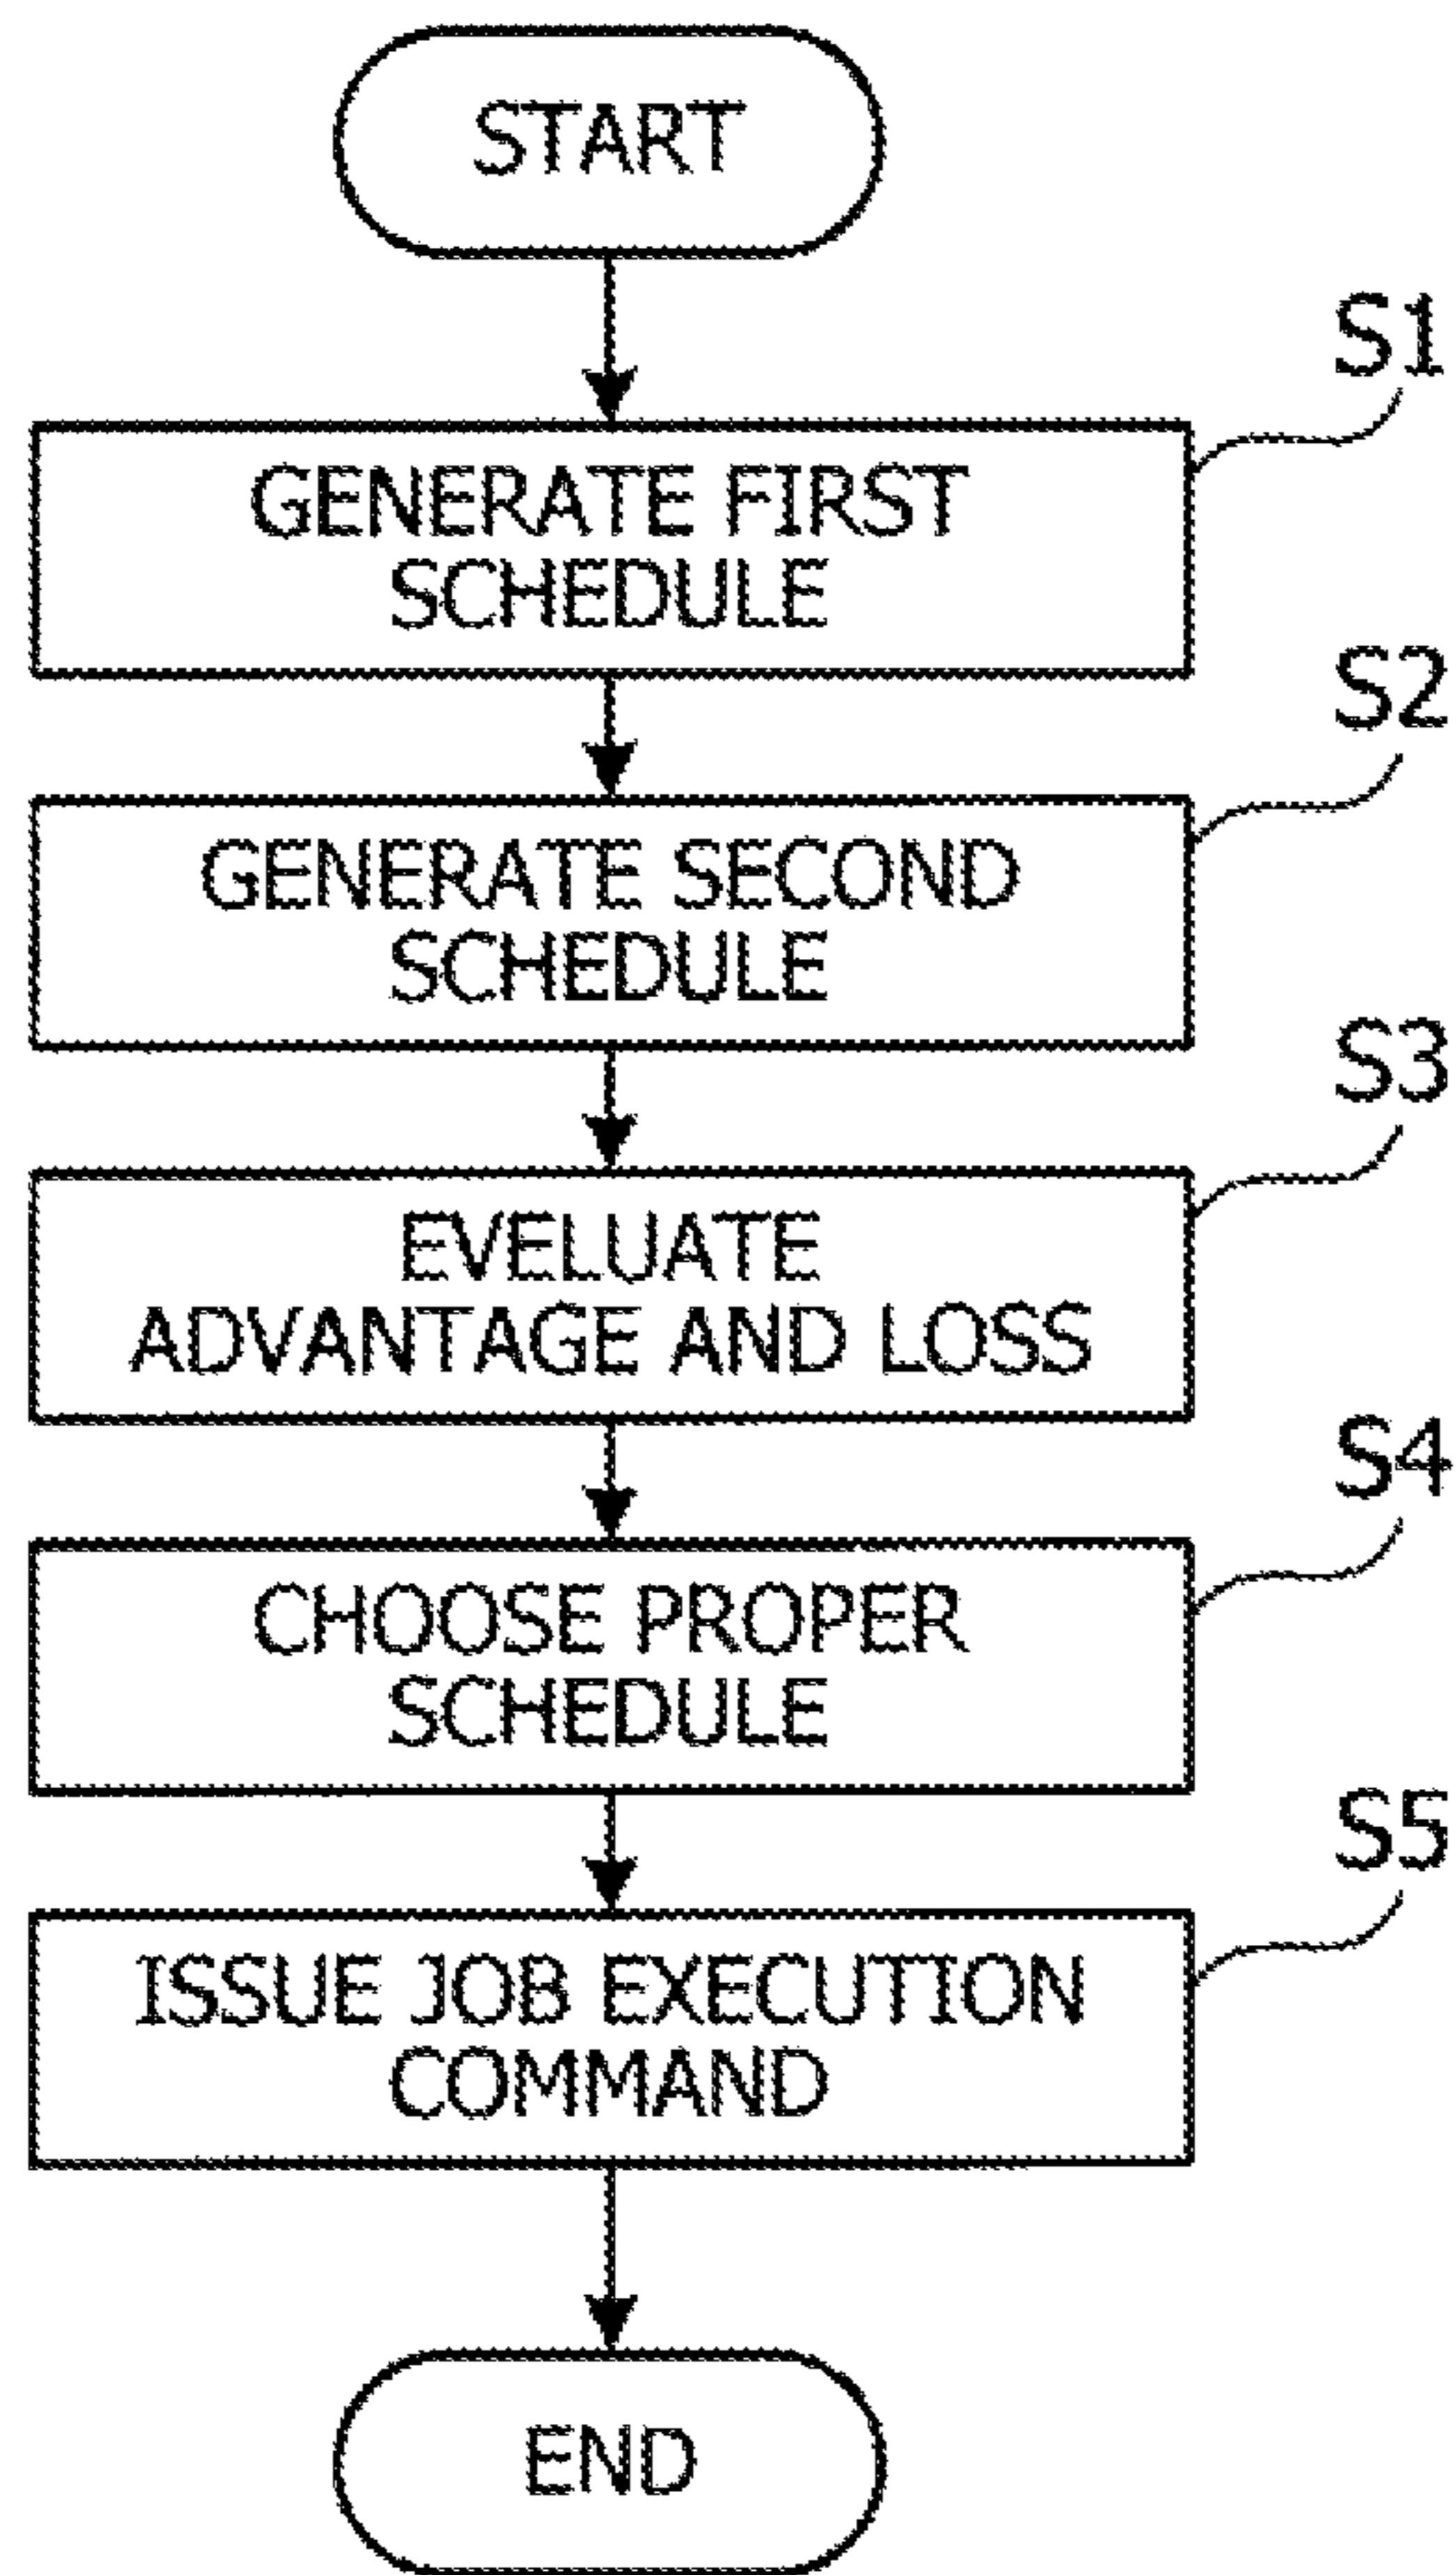 START
S1
GENERATE FIRST
SCHEDULE
S2
GENERATE SECOND
SCHEDULE
S3
EVELUATE
ADVANTAGE AND LOSS
S4
CHOOSE PROPER
SCHEDULE
S5
ISSUE JOB EXECUTION
COMMAND
END